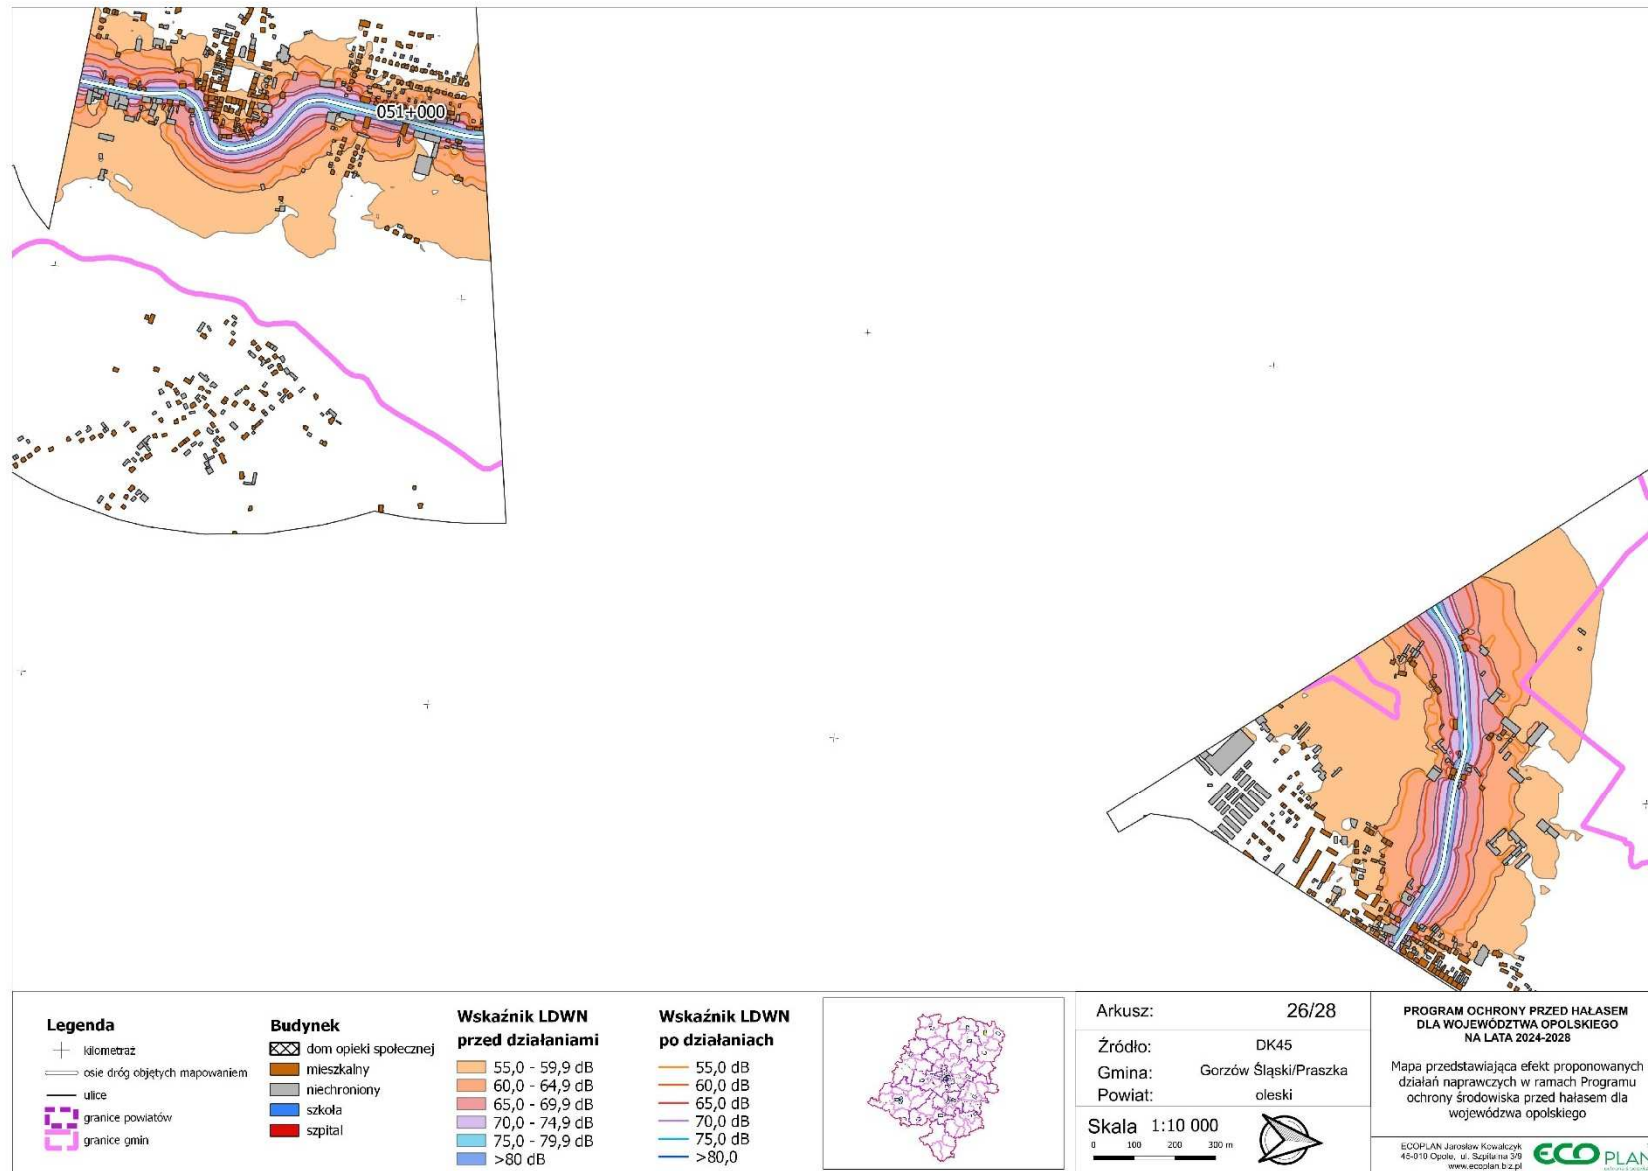 051+000
Legenda
kilometraż
osie dróg objętych mapowaniem
ulice
granice powiatów
granice gmin
Budynek
dom opieki społecznej
mieszkalny
niechroniony
szkoła
szpital
Wskaźnik LDWN
przed działaniami
55,0 - 59,9 dB
60,0 - 64,9 dB
65,0 - 69,9 dB
70,0 - 74,9 dB
75,0 - 79,9 dB
>80 dB
Wskaźnik LDWN
po działaniach
55,0 dB
60,0 dB
65,0 dB
70,0 dB
75,0 dB
>80,0
Arkusz: 26/28
Źródło: DK45
Gmina: Gorzów Śląski/Praszka
Powiat: oleski
Skala 1:10 000
0 100 200 300 m
PROGRAM OCHRONY PRZED HAŁASEM
DLA WOJEWÓDZTWA OPOLSKIEGO
NA LATA 2024-2028
Mapa przedstawiająca efekt proponowanych
działań naprawczych w ramach Programu
ochrony środowiska przed hałasem dla
województwa opolskiego
ECOPLAN Jarosław Kowalczyk
45-010 Opole, ul. Szpitalna 3/9
www.ecoplan.biz.pl
ECO PLAN